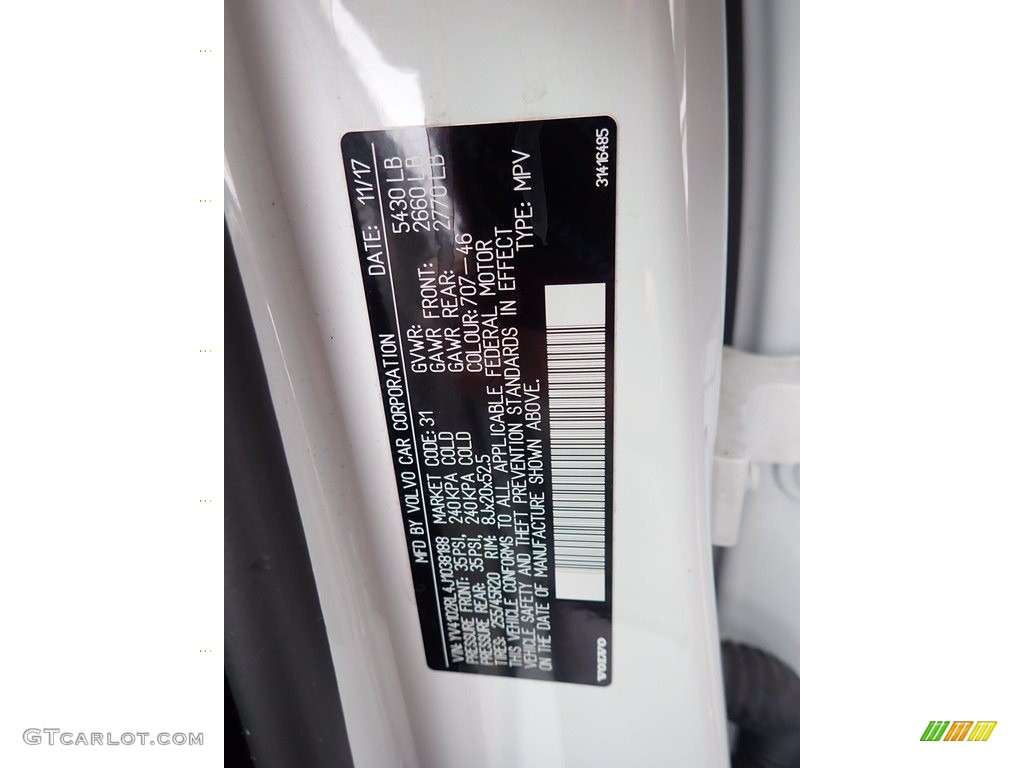 MFD BY VOLVO CAR CORPORATION DATE: 11/17
VIN: YV4102RL4J1038188 MARKET CODE: 31 GVWR: 5430 LB
PRESSURE FRONT: 35PSI, 240KPA COLD GAWR FRONT: 2660 LB
PRESSURE REAR: 35PSI, 240KPA COLD GAWR REAR: 2770 LB
TIRES: 255/45R20 RIM: 8Jx20x52.5 COLOUR: 707-46
THIS VEHICLE CONFORMS TO ALL APPLICABLE FEDERAL MOTOR
VEHICLE SAFETY AND THEFT PREVENTION STANDARDS IN EFFECT
ON THE DATE OF MANUFACTURE SHOWN ABOVE. TYPE: MPV
VOLVO 31416485
GTCARLOT.COM